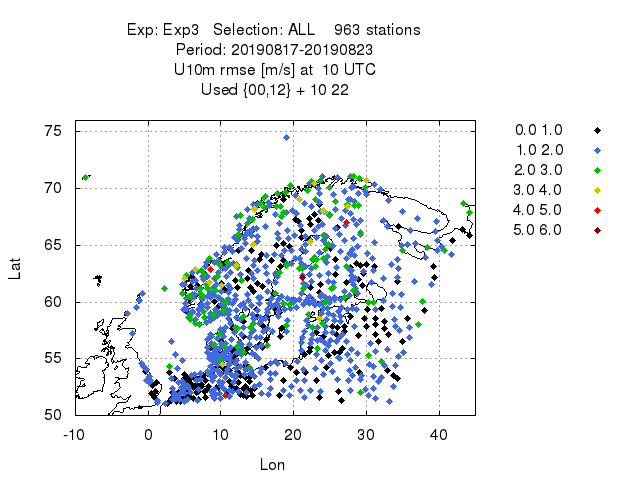 Exp: Exp3 Selection: ALL 963 stations
Period: 20190817-20190823
U10m rmse [m/s] at 10 UTC
Used {00,12} + 10 22
0.0 1.0
1.0 2.0
2.0 3.0
3.0 4.0
4.0 5.0
5.0 6.0
Lat
75
70
65
60
55
50
-10 0 10 20 30 40
Lon